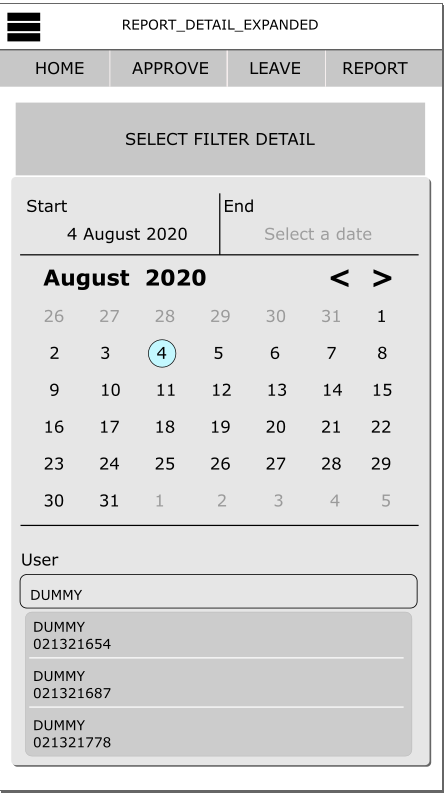 REPORT_DETAIL_EXPANDED
HOME APPROVE LEAVE REPORT
SELECT FILTER DETAIL
Start End
4 August 2020 Select a date
August 2020 < >
26 27 28 29 30 31 1
2 3 4 5 6 7 8
9 10 11 12 13 14 15
16 17 18 19 20 21 22
23 24 25 26 27 28 29
30 31 1 2 3 4 5
User
DUMMY
DUMMY
021321654
DUMMY
021321687
DUMMY
021321778